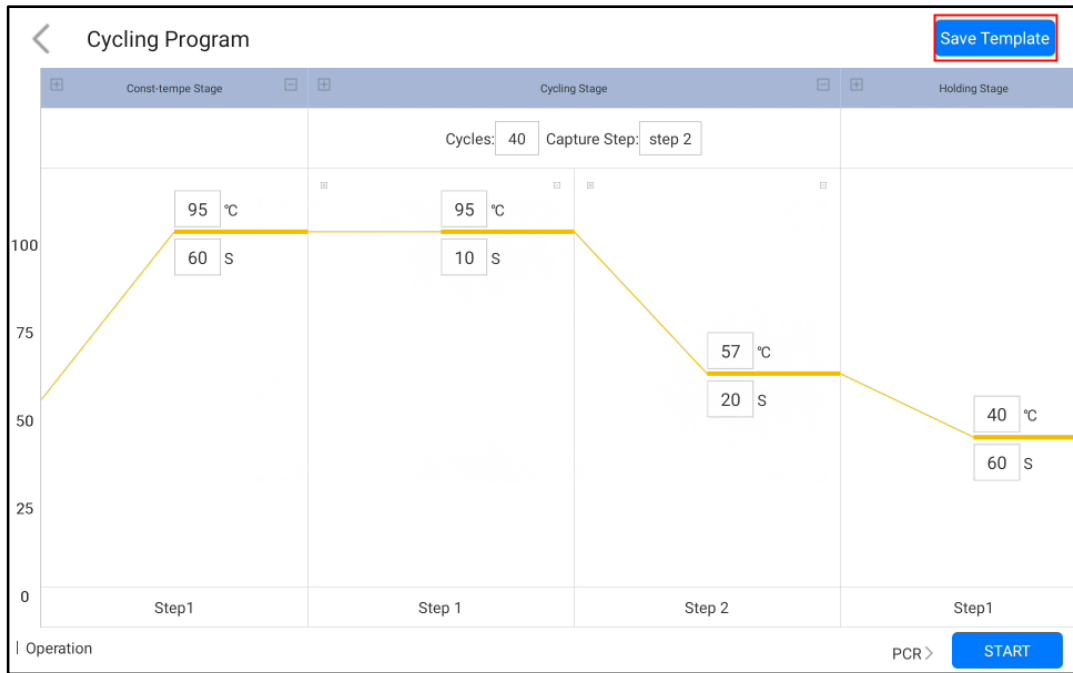 Cycling Program
Save Template
Const-tempe Stage
Cycling Stage
Holding Stage
Cycles: 40 Capture Step: step 2
95 ℃
60 S
95 ℃
10 S
57 ℃
20 S
40 ℃
60 S
100
75
50
25
0
Step1
Step 1
Step 2
Step1
| Operation
PCR >
START